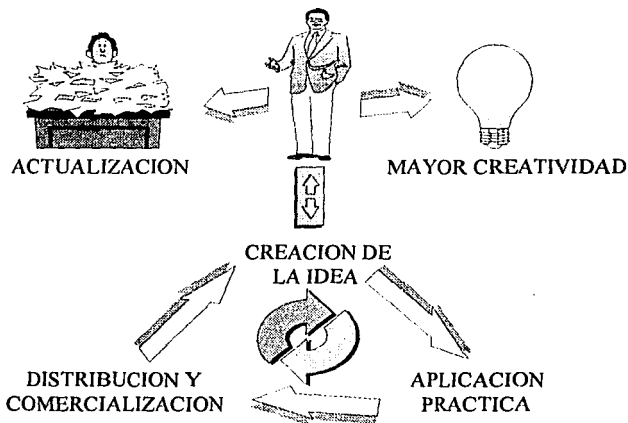 ACTUALIZACION
MAYOR CREATIVIDAD
CREACION DE
LA IDEA
DISTRIBUCION Y
COMERCIALIZACION
APLICACION
PRACTICA